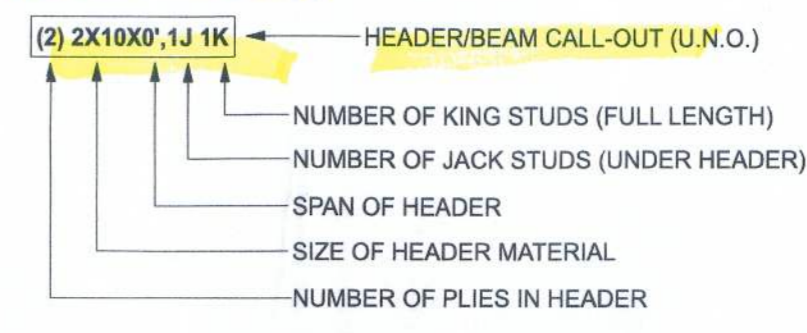 (2) 2X10X0',1J 1K HEADER/BEAM CALL-OUT (U.N.O.)
NUMBER OF KING STUDS (FULL LENGTH)
NUMBER OF JACK STUDS (UNDER HEADER)
SPAN OF HEADER
SIZE OF HEADER MATERIAL
NUMBER OF PLIES IN HEADER